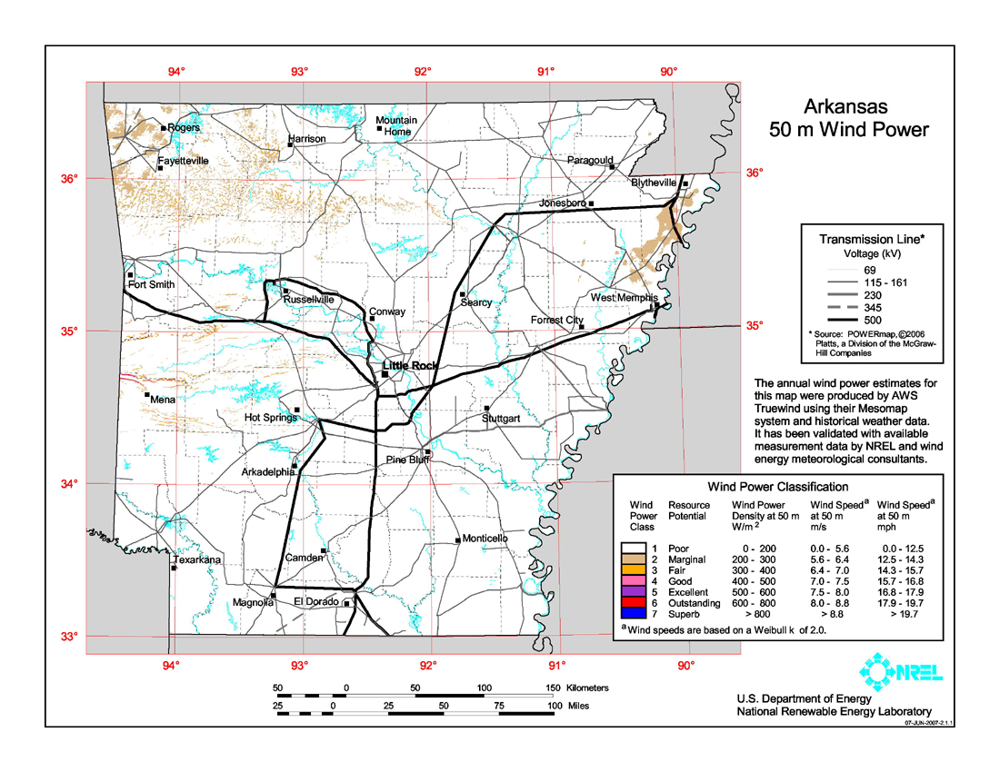 Arkansas
50 m Wind Power
94° 93° 92° 91° 90°
Mountain
Home
Rogers
Harrison
Fayetteville
Paragould
36° 36°
Blytheville
Jonesboro
Fort Smith
Russellville
Searcy
West Memphis
Conway
Forrest City
35° 35°
Little Rock
Mena
Hot Springs
Stuttgart
Pine Bluff
Arkadelphia
34°
Monticello
Camden
Texarkana
Magnolia
El Dorado
33°
94° 93° 92° 91° 90°
Transmission Line*
Voltage (kV)
69
115 - 161
230
345
500
* Source: POWERmap, ©2006
Platts, a Division of the McGraw-
Hill Companies
The annual wind power estimates for
this map were produced by AWS
Truewind using their Mesomap
system and historical weather data.
It has been validated with available
measurement data by NREL and wind
energy meteorological consultants.
Wind Power Classification
Wind Resource Wind Power Wind Speed a Wind Speed a
Power Potential Density at 50 m at 50 m at 50 m
Class W/m 2 m/s mph
1 Poor 0 - 200 0.0 - 5.6 0.0 - 12.5
2 Marginal 200 - 300 5.6 - 6.4 12.5 - 14.3
3 Fair 300 - 400 6.4 - 7.0 14.3 - 15.7
4 Good 400 - 500 7.0 - 7.5 15.7 - 16.8
5 Excellent 500 - 600 7.5 - 8.0 16.8 - 17.9
6 Outstanding 600 - 800 8.0 - 8.8 17.9 - 19.7
7 Superb > 800 > 8.8 > 19.7
a Wind speeds are based on a Weibull k of 2.0.
50 0 50 100 150 Kilometers
25 0 25 50 75 100 Miles
NREL
U.S. Department of Energy
National Renewable Energy Laboratory
07-JUN-2007-2.1.1